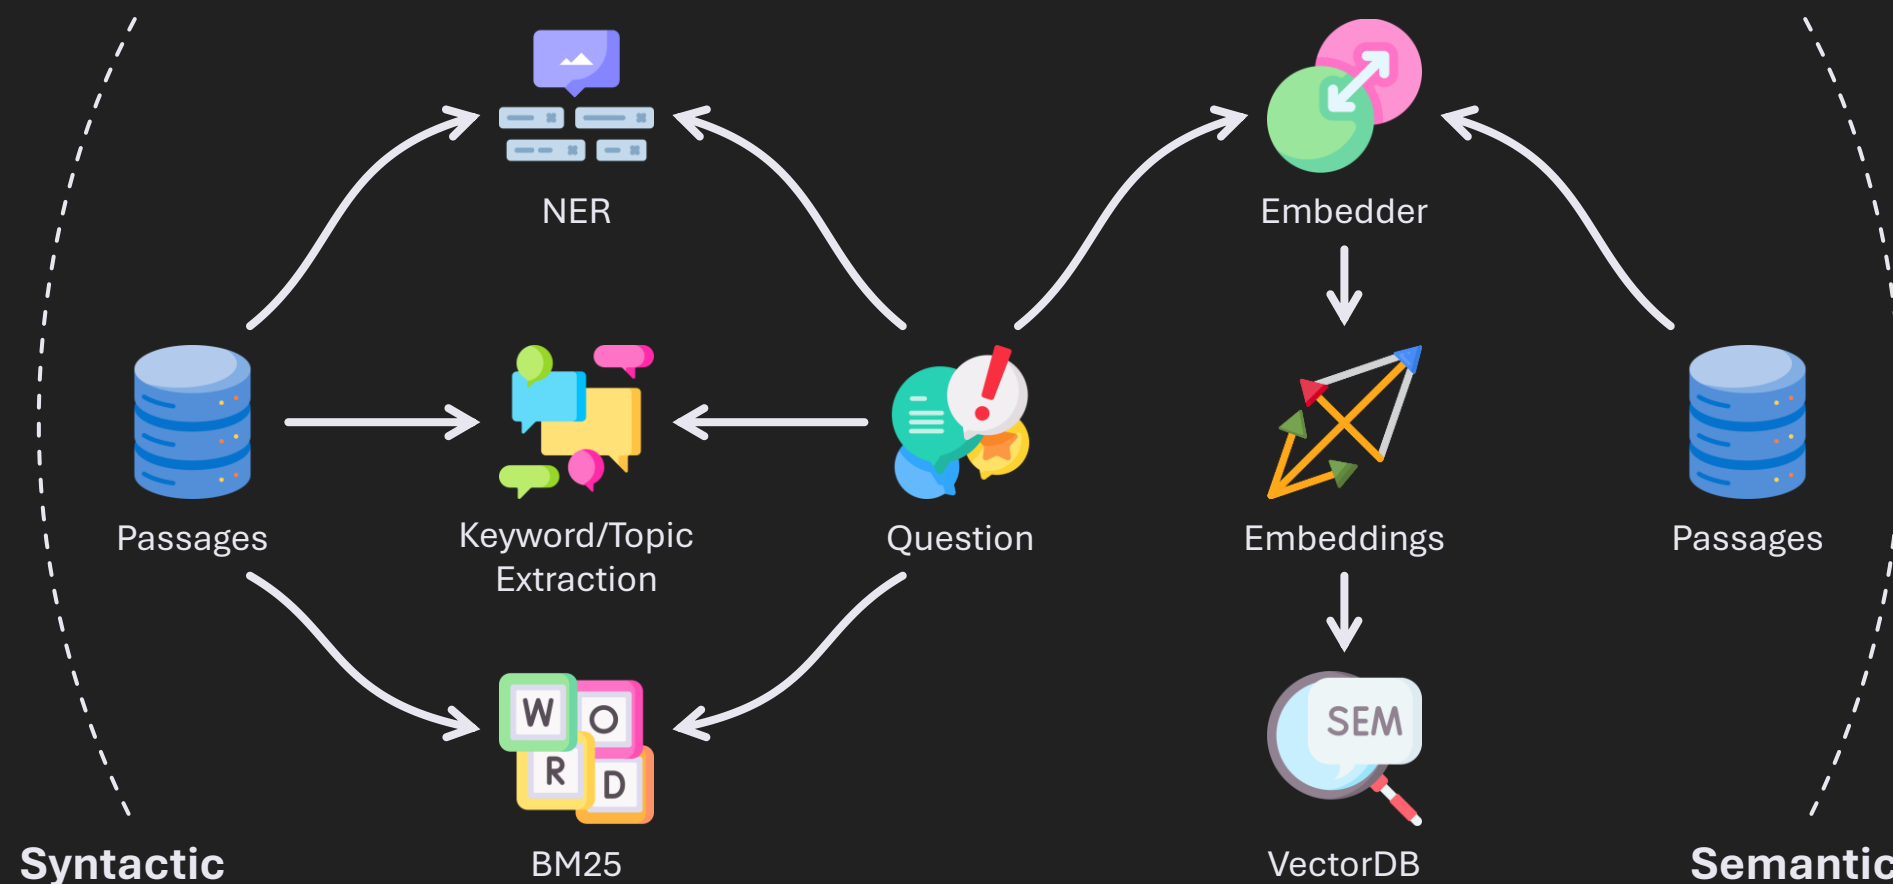 NER
Embedder
Passages
Keyword/Topic
Extraction
Question
Embeddings
Passages
W
O
R
D
SEM
Syntactic
BM25
VectorDB
Semantic